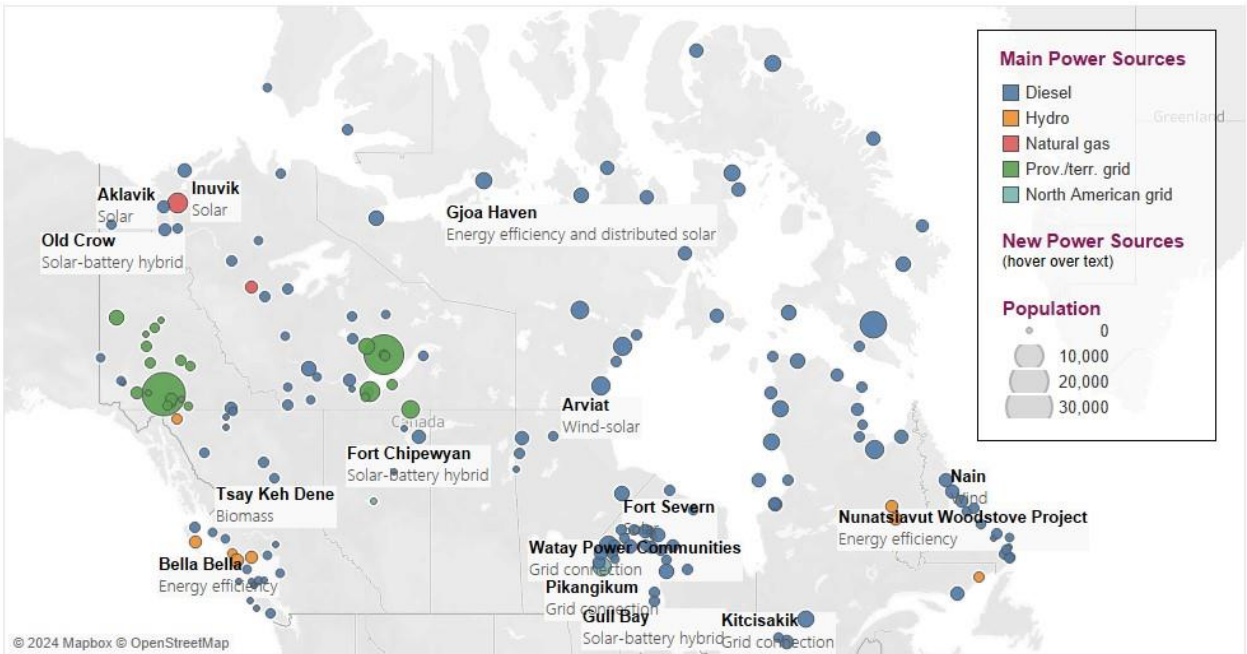 Main Power Sources
Diesel
Hydro
Natural gas
Prov./terr. grid
North American grid
New Power Sources
(hover over text)
Population
0
10,000
20,000
30,000
Greenland
Aklavik
Solar
Inuvik
Solar
Old Crow
Solar-battery hybrid
Gjoa Haven
Energy efficiency and distributed solar
Arviat
Wind-solar
Canada
Fort Chipewyan
Solar-battery hybrid
Tsay Keh Dene
Biomass
Bella Bella
Energy efficiency
Fort Severn
Solar
Watay Power Communities
Grid connection
Pikangikum
Grid connection
Gull Bay
Solar-battery hybrid
Kitcisakik
Grid connection
Nain
Wind
Nunatsiavut Woodstove Project
Energy efficiency
© 2024 Mapbox © OpenStreetMap